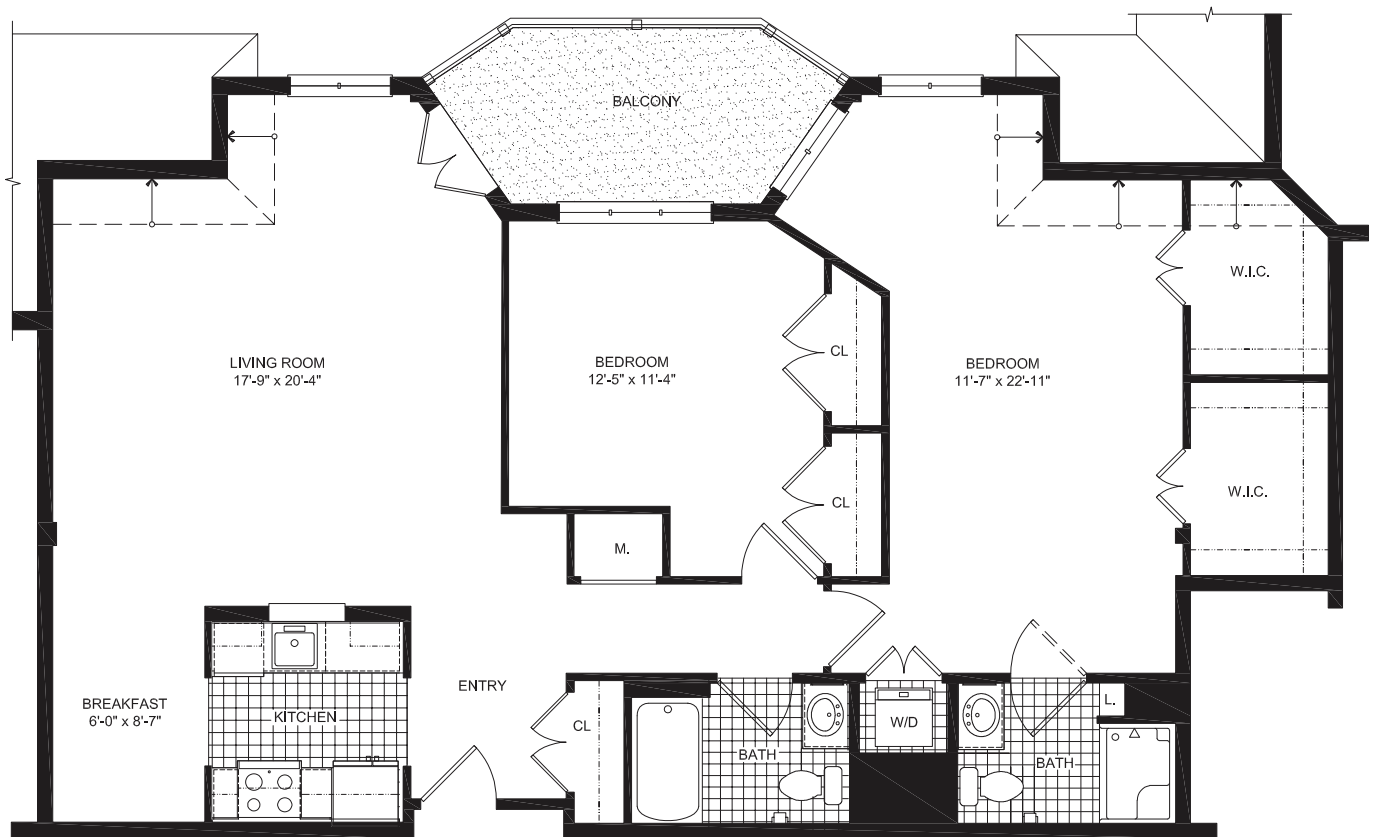 BALCONY
W.I.C.
LIVING ROOM
17'-9" x 20'-4"
BEDROOM
12'-5" x 11'-4"
CL
BEDROOM
11'-7" x 22'-11"
W.I.C.
CL
M.
ENTRY
BREAKFAST
6'-0" x 8'-7"
KITCHEN
CL
W/D
L.
BATH
BATH